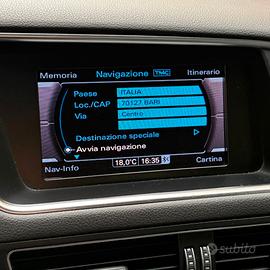 Memoria Navigazione TMC Itinerario
Paese ITALIA
Loc./CAP 70127 BARI
Via Centro
Destinazione speciale
Avvia navigazione
Nav-Info 18,0°C 16:35 Cartina
subito